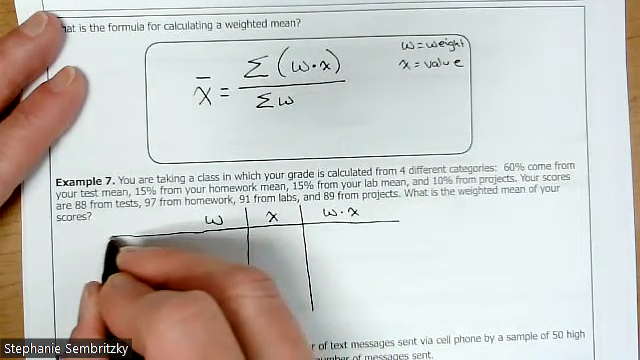 at is the formula for calculating a weighted mean?
w = weight
x = value
x̄ = Σ(w·x)
Σw
Example 7. You are taking a class in which your grade is calculated from 4 different categories: 60% come from
your test mean, 15% from your homework mean, 15% from your lab mean, and 10% from projects. Your scores
are 88 from tests, 97 from homework, 91 from labs, and 89 from projects. What is the weighted mean of your
scores?
w x w·x
r of text messages sent via cell phone by a sample of 50 high
number of messages sent.
Stephanie Sembritzky